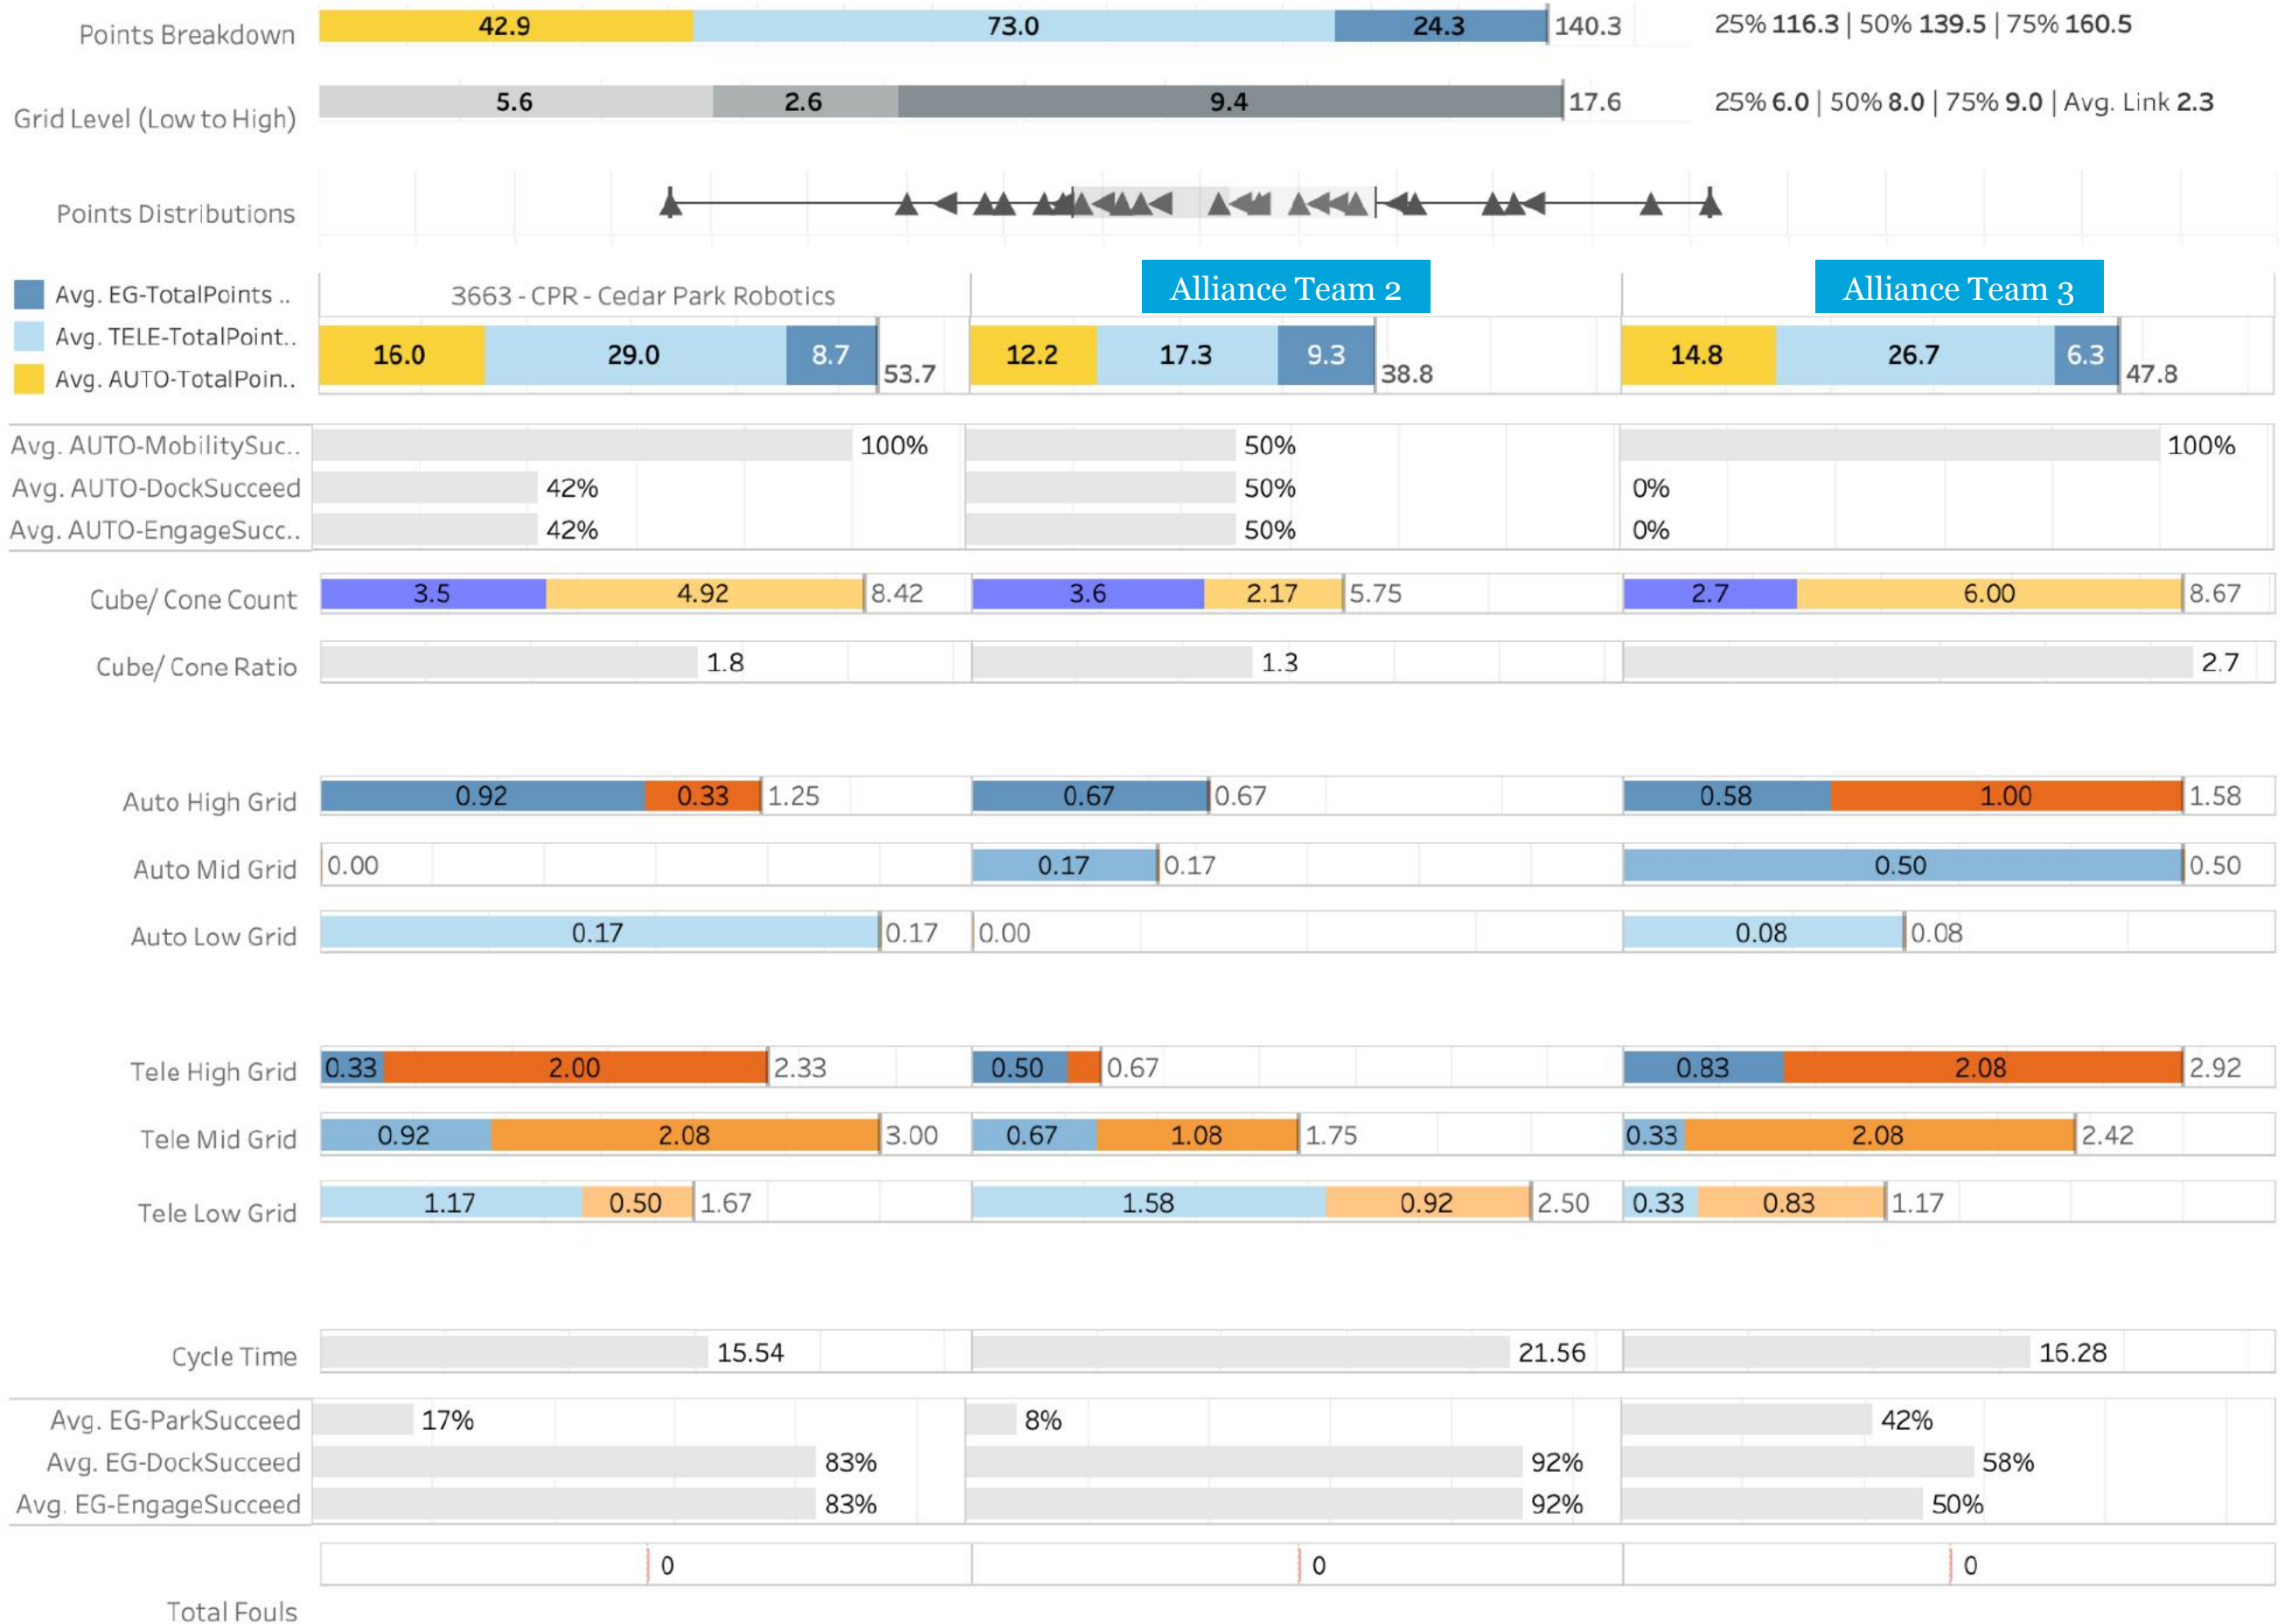 Points Breakdown 42.9 73.0 24.3 140.3 25% 116.3 | 50% 139.5 | 75% 160.5
Grid Level (Low to High) 5.6 2.6 9.4 17.6 25% 6.0 | 50% 8.0 | 75% 9.0 | Avg. Link 2.3
Points Distributions
Avg. EG-TotalPoints .. 3663 - CPR - Cedar Park Robotics Alliance Team 2 Alliance Team 3
Avg. TELE-TotalPoint..
Avg. AUTO-TotalPoin..
16.0 29.0 8.7 53.7 12.2 17.3 9.3 38.8 14.8 26.7 6.3 47.8
Avg. AUTO-MobilitySuc.. 100% 50% 100%
Avg. AUTO-DockSucceed 42% 50% 0%
Avg. AUTO-EngageSucc.. 42% 50% 0%
Cube/ Cone Count 3.5 4.92 8.42 3.6 2.17 5.75 2.7 6.00 8.67
Cube/ Cone Ratio 1.8 1.3 2.7
Auto High Grid 0.92 0.33 1.25 0.67 0.67 0.58 1.00 1.58
Auto Mid Grid 0.00 0.17 0.17 0.50 0.50
Auto Low Grid 0.17 0.17 0.00 0.08 0.08
Tele High Grid 0.33 2.00 2.33 0.50 0.67 0.83 2.08 2.92
Tele Mid Grid 0.92 2.08 3.00 0.67 1.08 1.75 0.33 2.08 2.42
Tele Low Grid 1.17 0.50 1.67 1.58 0.92 2.50 0.33 0.83 1.17
Cycle Time 15.54 21.56 16.28
Avg. EG-ParkSucceed 17% 8% 42%
Avg. EG-DockSucceed 83% 92% 58%
Avg. EG-EngageSucceed 83% 92% 50%
0 0 0
Total Fouls